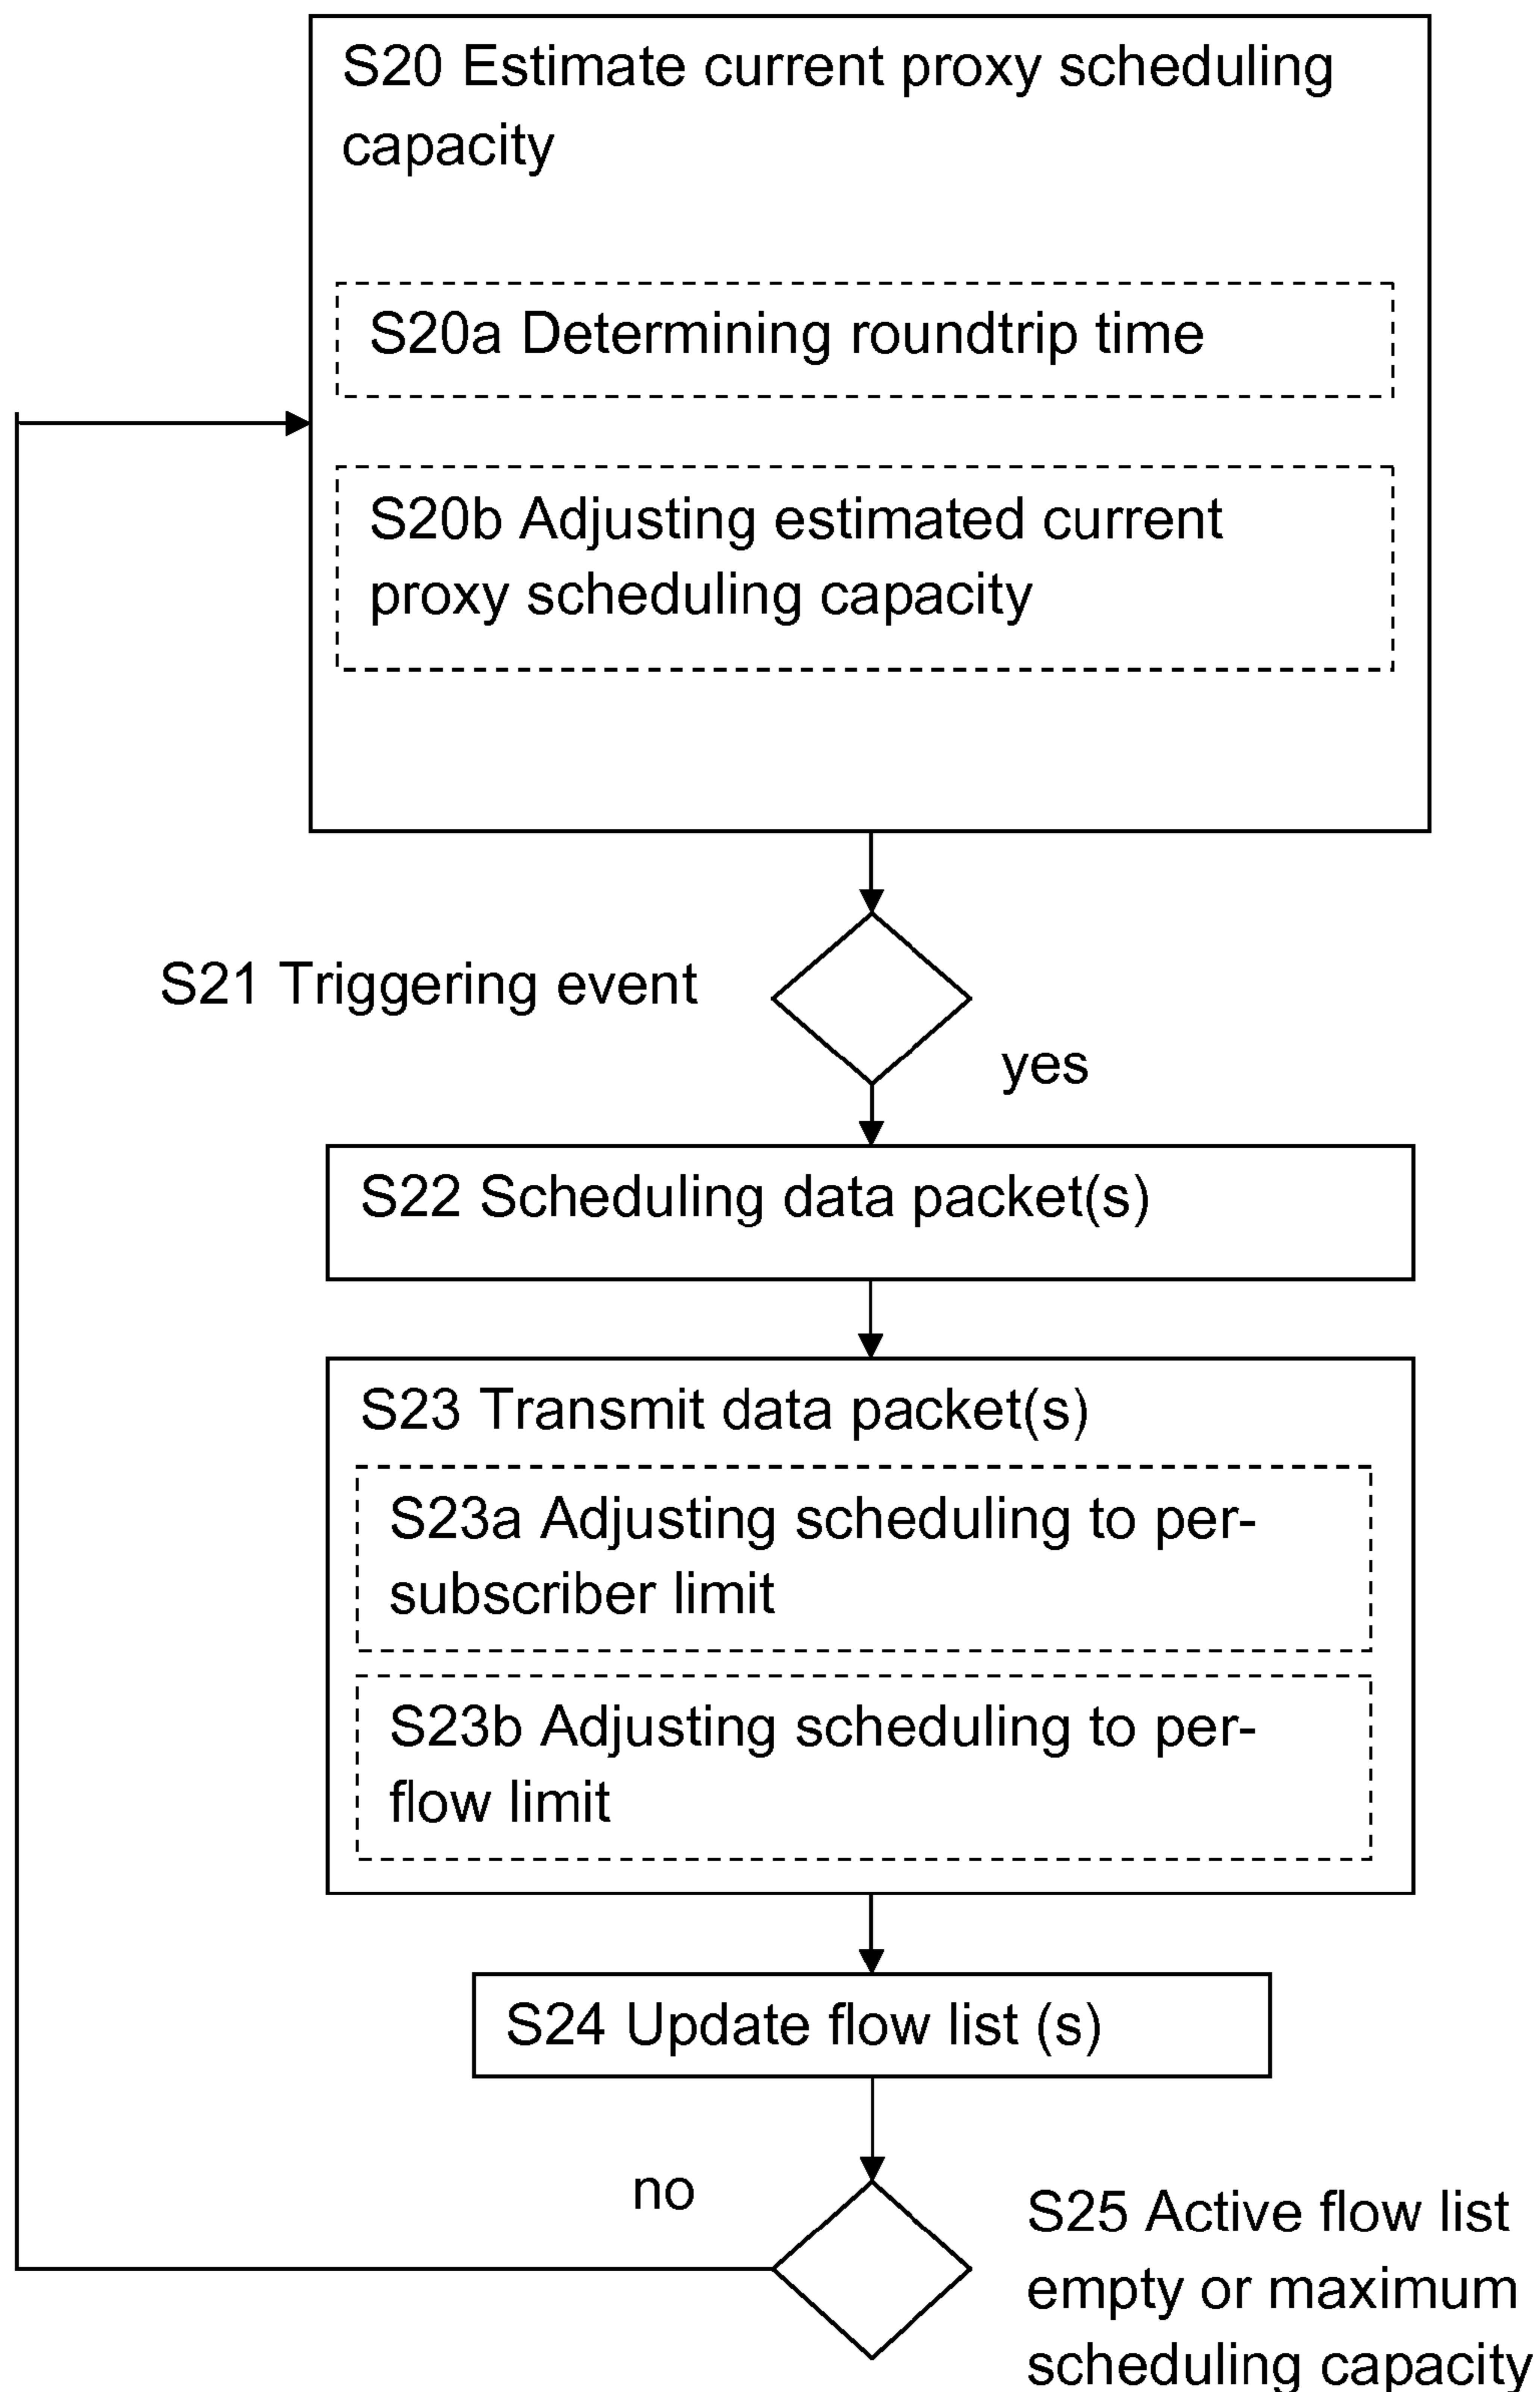 S20 Estimate current proxy scheduling
capacity
S20a Determining roundtrip time
S20b Adjusting estimated current
proxy scheduling capacity
S21 Triggering event
yes
S22 Scheduling data packet(s)
S23 Transmit data packet(s)
S23a Adjusting scheduling to per-
subscriber limit
S23b Adjusting scheduling to per-
flow limit
S24 Update flow list (s)
no
S25 Active flow list
empty or maximum
scheduling capacity